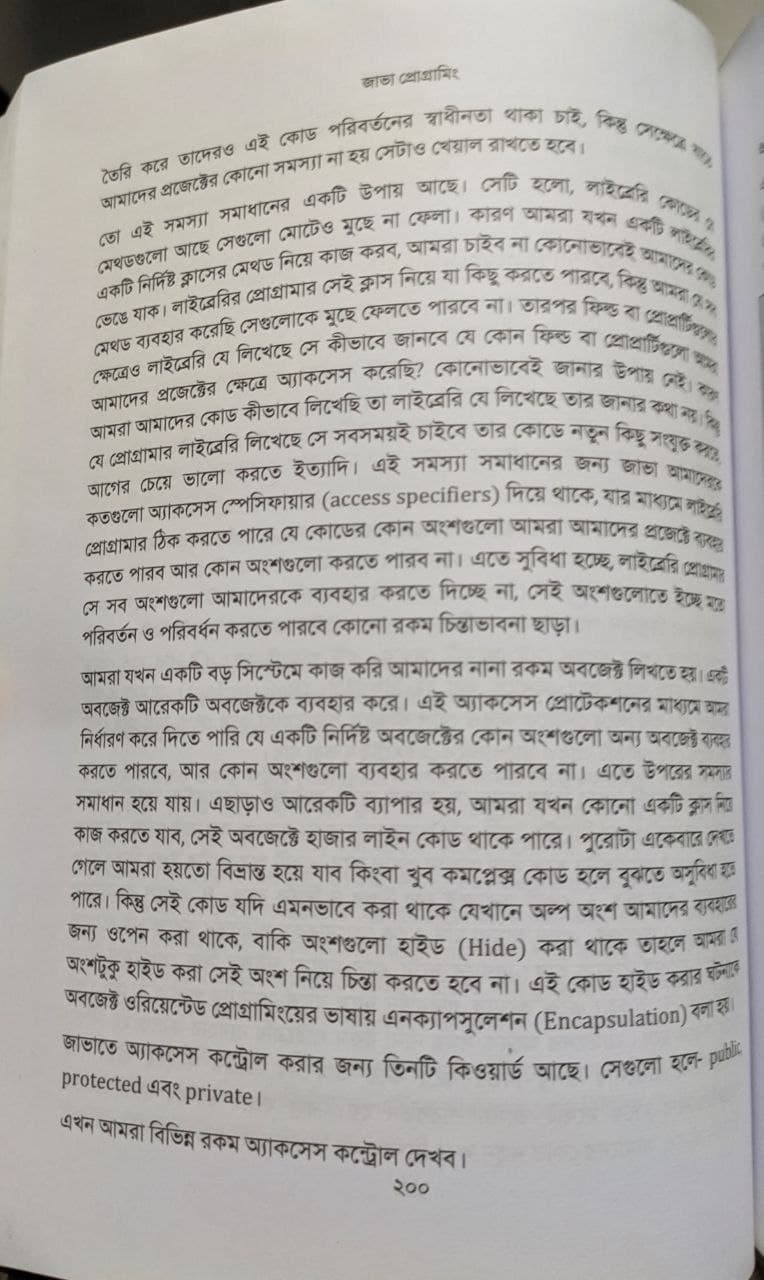 জাভা প্রোগ্রামিং
তৈরি করে তাদেরও এই কোড পরিবর্তনের স্বাধীনতা থাকা চাই, কিন্তু সেক্ষেত্রে যাতে
আমাদের প্রজেক্টের কোনো সমস্যা না হয় সেটাও খেয়াল রাখতে হবে।
তো এই সমস্যা সমাধানের একটি উপায় আছে। সেটি হলো, লাইব্রেরি কোডের
মেথডগুলো আছে সেগুলো মোটেও মুছে না ফেলা। কারণ আমরা যখন একটি লাইব্রেরির
একটি নির্দিষ্ট ক্লাসের মেথড নিয়ে কাজ করব, আমরা চাইব না কোনোভাবেই আমাদের কোড
ভেঙে যাক। লাইব্রেরির প্রোগ্রামার সেই ক্লাস নিয়ে যা কিছু করতে পারবে, কিন্তু আমরা যে সব
মেথড ব্যবহার করেছি সেগুলোকে মুছে ফেলতে পারবে না। তারপর ফিল্ড বা প্রোপার্টিগুলোর
ক্ষেত্রেও লাইব্রেরি যে লিখেছে সে কীভাবে জানবে যে কোন ফিল্ড বা প্রোপার্টিগুলো আমরা
আমাদের প্রজেক্টের ক্ষেত্রে অ্যাকসেস করেছি? কোনোভাবেই জানার উপায় নেই। কারণ
আমরা আমাদের কোড কীভাবে লিখেছি তা লাইব্রেরি যে লিখেছে তার জানার কথা নয়। কিন্তু
যে প্রোগ্রামার লাইব্রেরি লিখেছে সে সবসময়ই চাইবে তার কোডে নতুন কিছু সংযুক্ত করতে,
আগের চেয়ে ভালো করতে ইত্যাদি। এই সমস্যা সমাধানের জন্য জাভা আমাদেরকে
কতগুলো অ্যাকসেস স্পেসিফায়ার (access specifiers) দিয়ে থাকে, যার মাধ্যমে লাইব্রেরি
প্রোগ্রামার ঠিক করতে পারে যে কোডের কোন অংশগুলো আমরা আমাদের প্রজেক্টে ব্যবহার
করতে পারব আর কোন অংশগুলো করতে পারব না। এতে সুবিধা হচ্ছে, লাইব্রেরি প্রোগ্রামার
সে সব অংশগুলো আমাদেরকে ব্যবহার করতে দিচ্ছে না, সেই অংশগুলোতে ইচ্ছে মতো
পরিবর্তন ও পরিবর্ধন করতে পারবে কোনো রকম চিন্তাভাবনা ছাড়া।
আমরা যখন একটি বড় সিস্টেমে কাজ করি আমাদের নানা রকম অবজেক্ট লিখতে হয়। একটি
অবজেক্ট আরেকটি অবজেক্টকে ব্যবহার করে। এই অ্যাকসেস প্রোটেকশনের মাধ্যমে আমরা
নির্ধারণ করে দিতে পারি যে একটি নির্দিষ্ট অবজেক্টের কোন অংশগুলো অন্য অবজেক্ট ব্যবহার
করতে পারবে, আর কোন অংশগুলো ব্যবহার করতে পারবে না। এতে উপরের সমস্যার
সমাধান হয়ে যায়। এছাড়াও আরেকটি ব্যাপার হয়, আমরা যখন কোনো একটি ক্লাস নিয়ে
কাজ করতে যাব, সেই অবজেক্টে হাজার লাইন কোড থাকে পারে। পুরোটা একেবারে দেখতে
গেলে আমরা হয়তো বিভ্রান্ত হয়ে যাব কিংবা খুব কমপ্লেক্স কোড হলে বুঝতে অসুবিধা হতে
পারে। কিন্তু সেই কোড যদি এমনভাবে করা থাকে যেখানে অল্প অংশ আমাদের ব্যবহারের
জন্য ওপেন করা থাকে, বাকি অংশগুলো হাইড (Hide) করা থাকে তাহলে আমরা যে
অংশটুকু হাইড করা সেই অংশ নিয়ে চিন্তা করতে হবে না। এই কোড হাইড করার ঘটনাকে
অবজেক্ট ওরিয়েন্টেড প্রোগ্রামিংয়ের ভাষায় এনক্যাপসুলেশন (Encapsulation) বলা হয়।
জাভাতে অ্যাকসেস কন্ট্রোল করার জন্য তিনটি কিওয়ার্ড আছে। সেগুলো হলে- public,
protected এবং private।
এখন আমরা বিভিন্ন রকম অ্যাকসেস কন্ট্রোল দেখব।
২০০